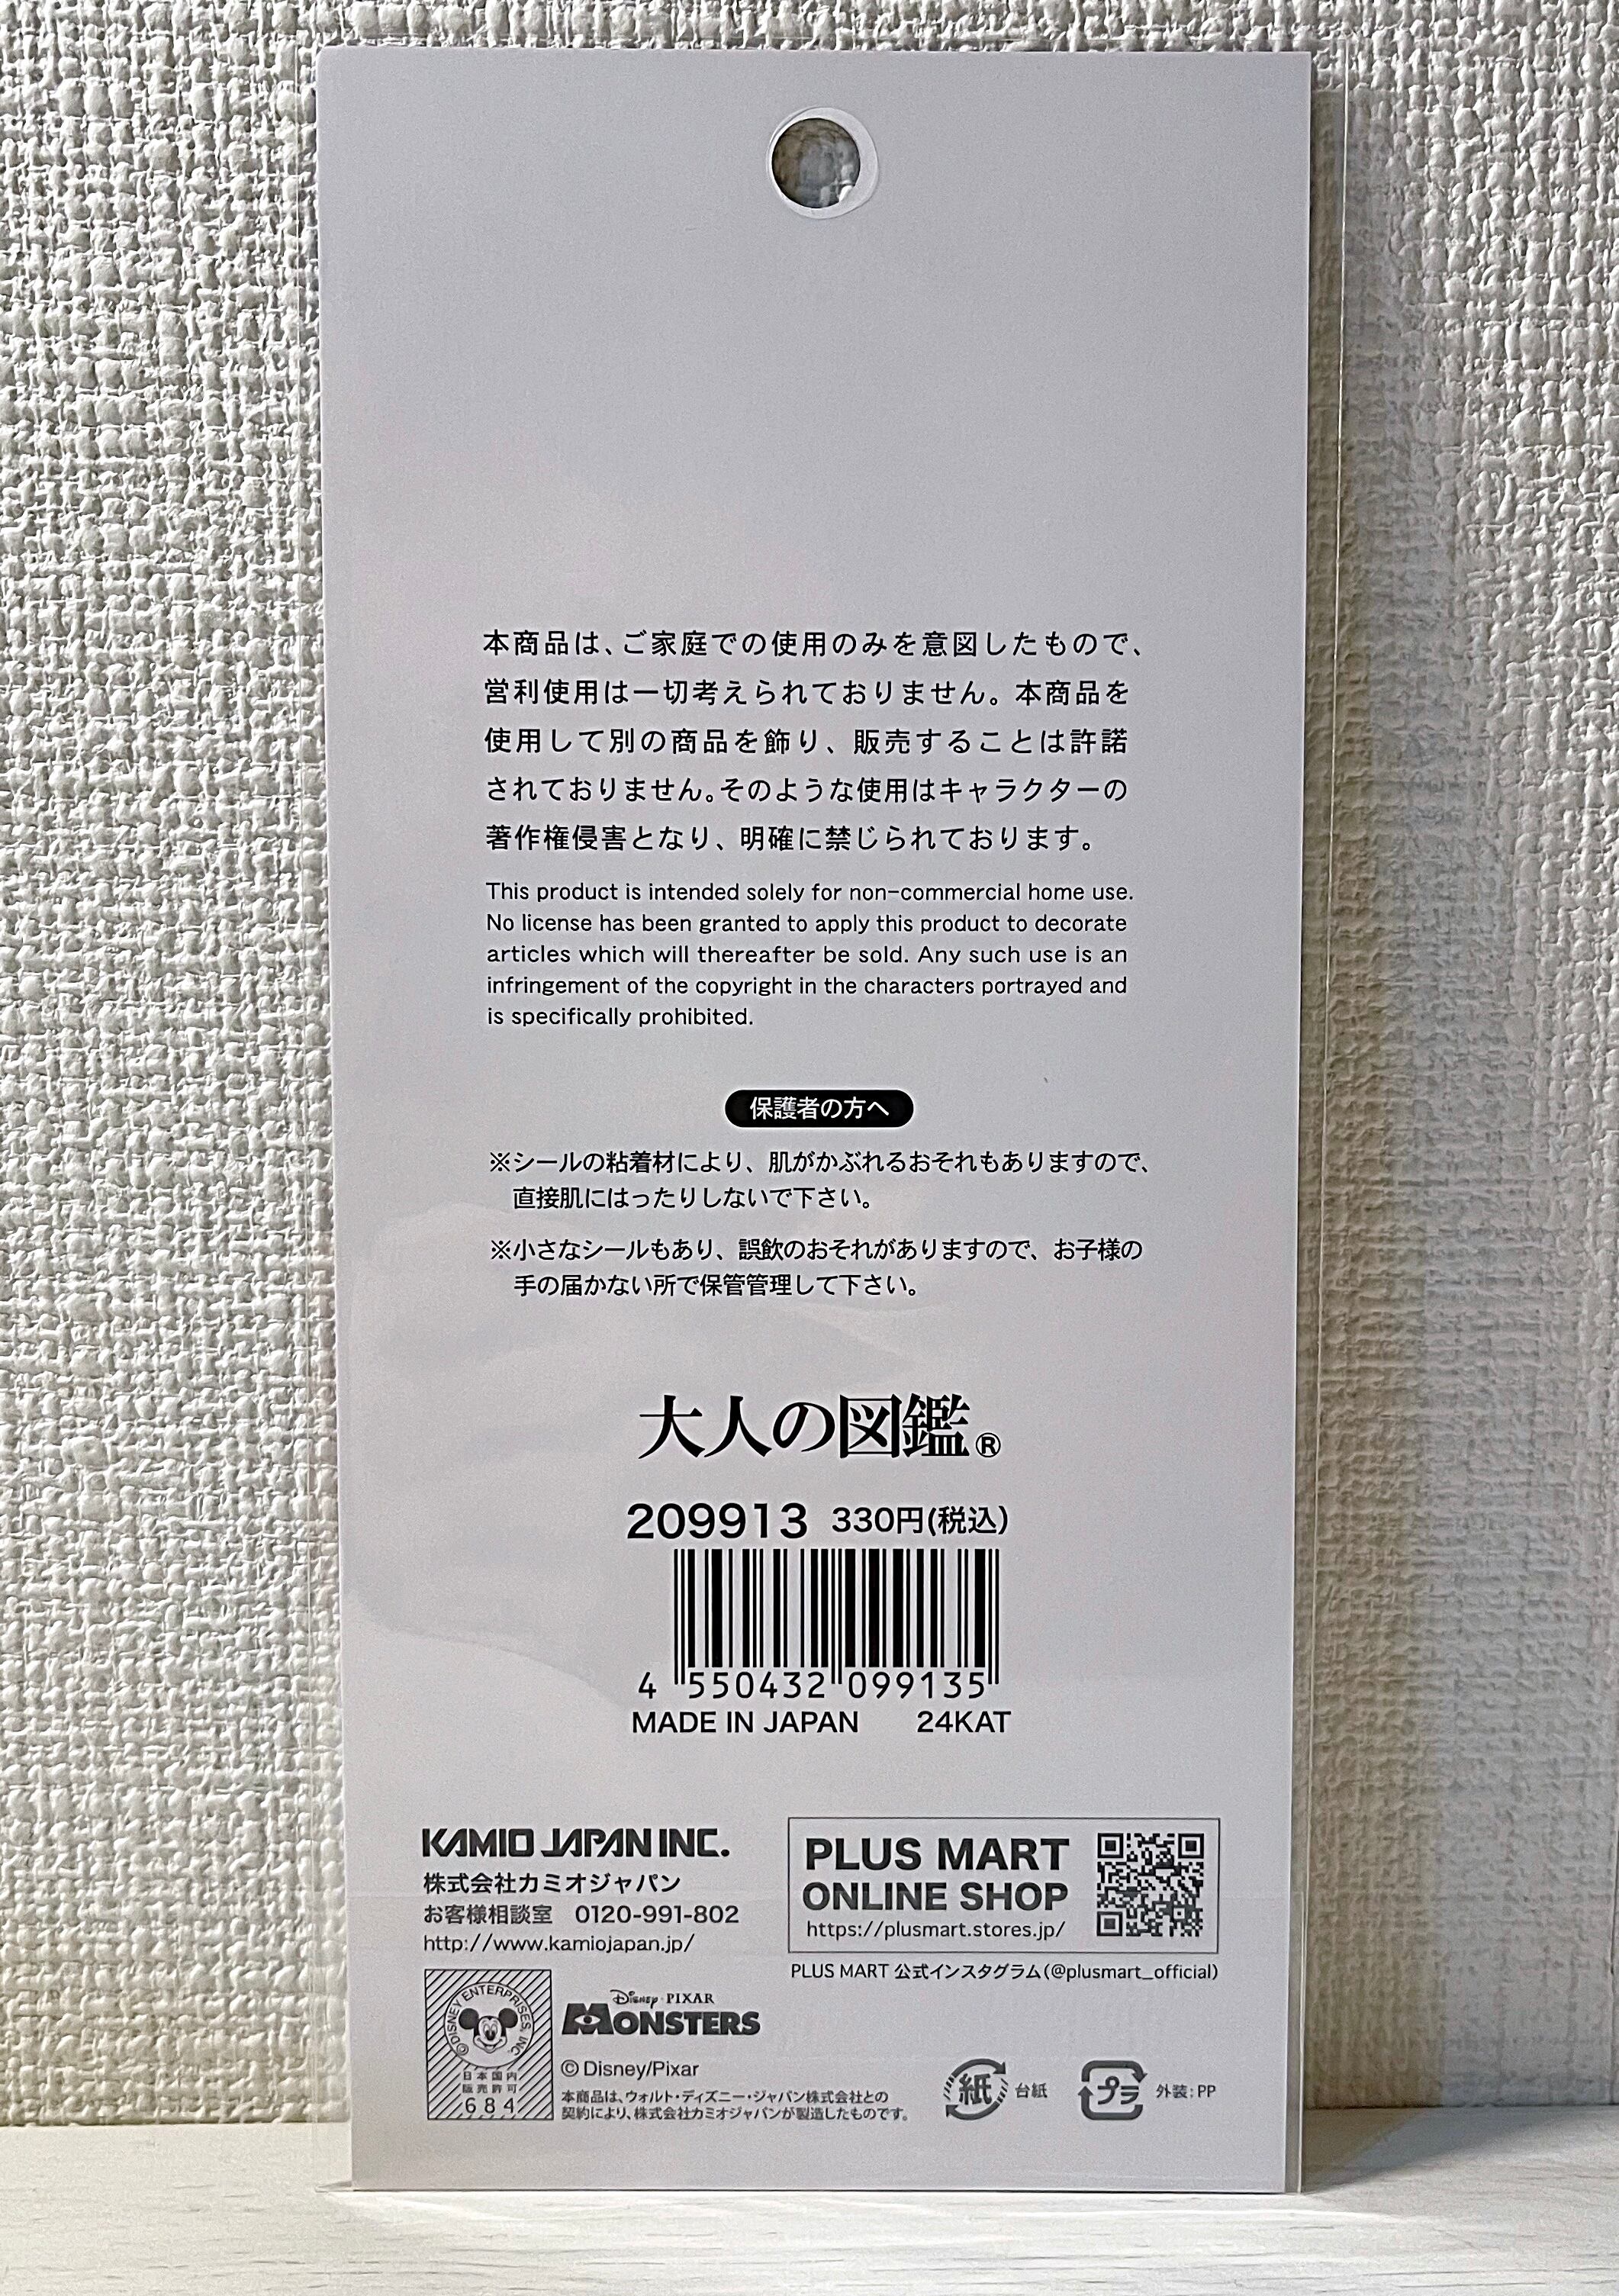 本商品は、ご家庭での使用のみを意図したもので、
営利使用は一切考えられておりません。本商品を
使用して別の商品を飾り、販売することは許諾
されておりません。そのような使用はキャラクターの
著作権侵害となり、明確に禁じられております。
This product is intended solely for non-commercial home use.
No license has been granted to apply this product to decorate
articles which will thereafter be sold. Any such use is an
infringement of the copyright in the characters portrayed and
is specifically prohibited.
保護者の方へ
※シールの粘着材により、肌がかぶれるおそれもありますので、
直接肌にはったりしないで下さい。
※小さなシールもあり、誤飲のおそれがありますので、お子様の
手の届かない所で保管管理して下さい。
大人の図鑑®
209913 330円(税込)
4 550432 099135
MADE IN JAPAN 24KAT
KAMIO JAPAN INC.
株式会社カミオジャパン
お客様相談室 0120-991-802
http://www.kamiojapan.jp/
PLUS MART
ONLINE SHOP
https://plusmart.stores.jp/
PLUS MART 公式インスタグラム(@plusmart_official)
©DISNEY ENTERPRISES, INC
日本国内
販売許可
684
Disney・PIXAR
MONSTERS
©Disney/Pixar
本商品は、ウォルト・ディズニー・ジャパン株式会社との
契約により、株式会社カミオジャパンが製造したものです。
紙 台紙
プラ 外装:PP